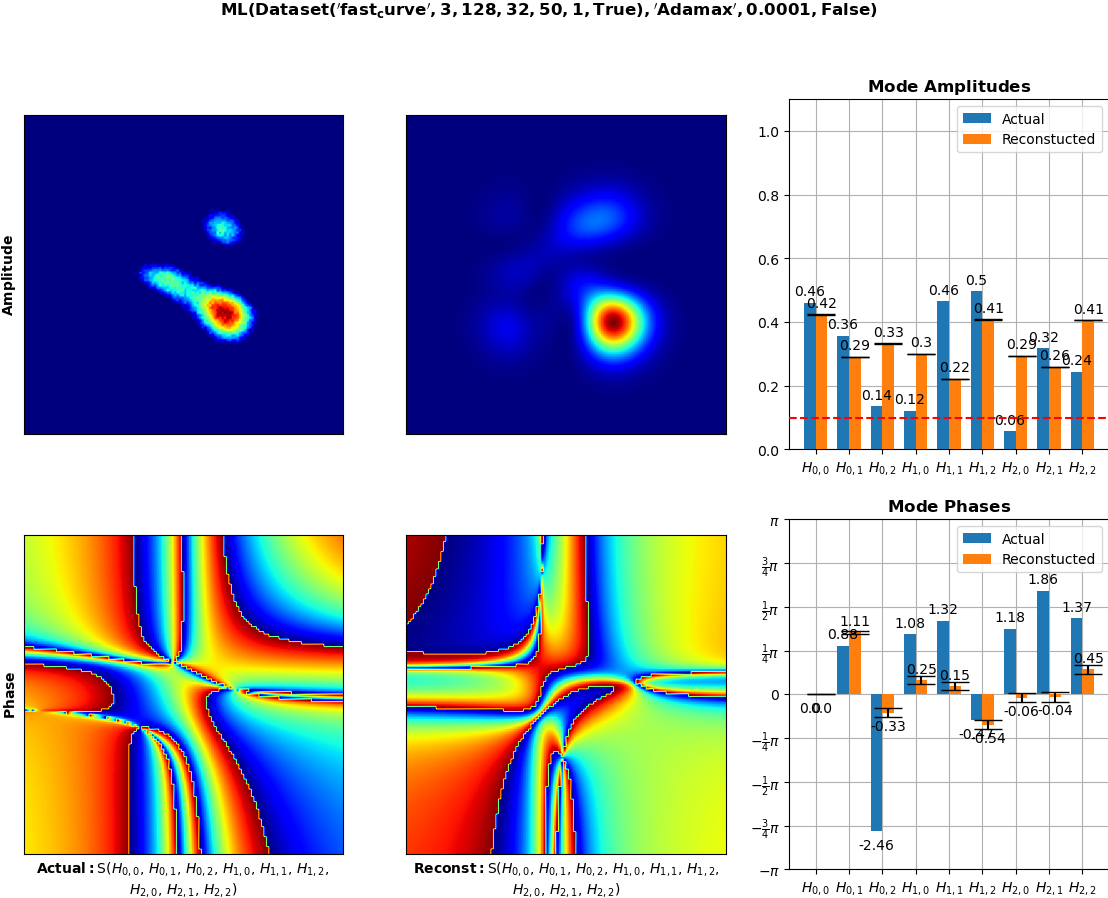 ML(Dataset('fast_curve', 3, 128, 32, 50, 1, True), 'Adamax', 0.0001, False)
Amplitude
Mode Amplitudes
Actual
Reconstucted
1.0
0.8
0.6
0.4
0.2
0.0
0.46
0.42
0.36
0.29
0.14
0.33
0.12
0.3
0.46
0.22
0.5
0.41
0.06
0.29
0.32
0.26
0.24
0.41
H0,0 H0,1 H0,2 H1,0 H1,1 H1,2 H2,0 H2,1 H2,2
Phase
Mode Phases
Actual
Reconstucted
π
3/4π
1/2π
1/4π
0
−1/4π
−1/2π
−3/4π
−π
0.0
0.0
0.88
1.11
-2.46
-0.33
1.08
0.25
1.32
0.15
-0.47
-0.54
1.18
-0.06
1.86
-0.04
1.37
0.45
H0,0 H0,1 H0,2 H1,0 H1,1 H1,2 H2,0 H2,1 H2,2
Actual: S(H0,0, H0,1, H0,2, H1,0, H1,1, H1,2,
H2,0, H2,1, H2,2)
Reconst: S(H0,0, H0,1, H0,2, H1,0, H1,1, H1,2,
H2,0, H2,1, H2,2)